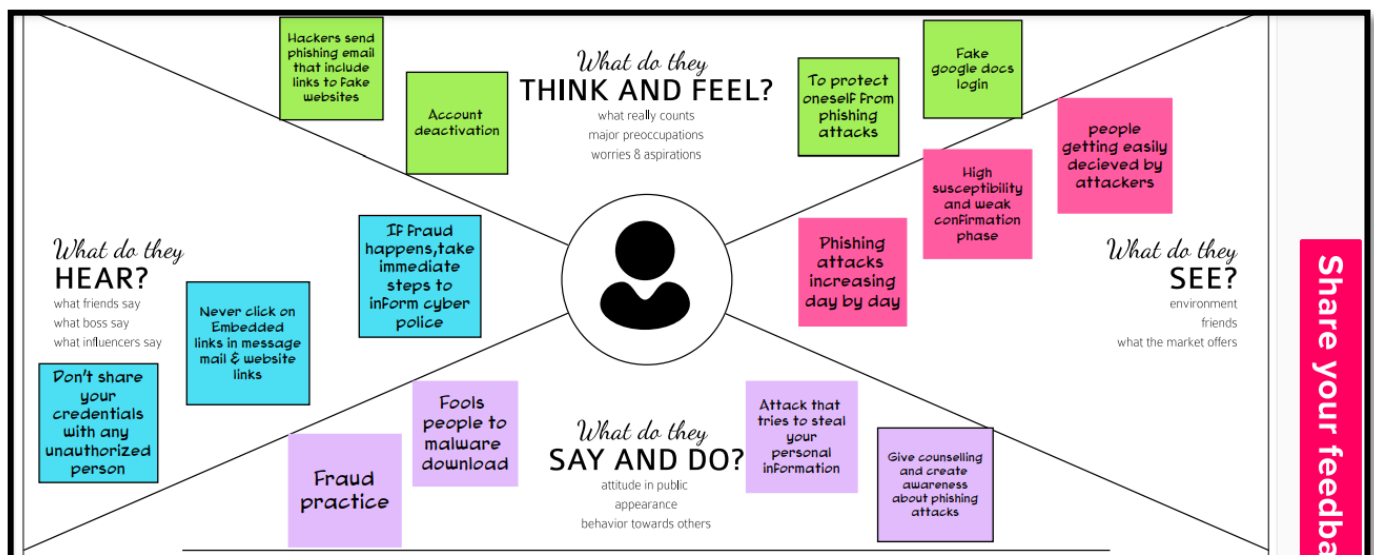 Hackers send
phishing email
that include
links to fake
websites
Account
deactivation
What do they
THINK AND FEEL?
what really counts
major preoccupations
worries & aspirations
To protect
oneself from
phishing
attacks
Fake
google docs
login
people
getting easily
decieved by
attackers
High
susceptibility
and weak
confirmation
phase
Phishing
attacks
increasing
day by day
What do they
SEE?
environment
friends
what the market offers
What do they
HEAR?
what friends say
what boss say
what influencers say
If fraud
happens,take
immediate
steps to
inform cyber
police
Never click on
Embedded
links in message
mail & website
links
Don't share
your
credentials
with any
unauthorized
person
Fraud
practice
Fools
people to
malware
download
What do they
SAY AND DO?
attitude in public
appearance
behavior towards others
Attack that
tries to steal
your
personal
information
Give counselling
and create
awareness
about phishing
attacks
Share your feedba